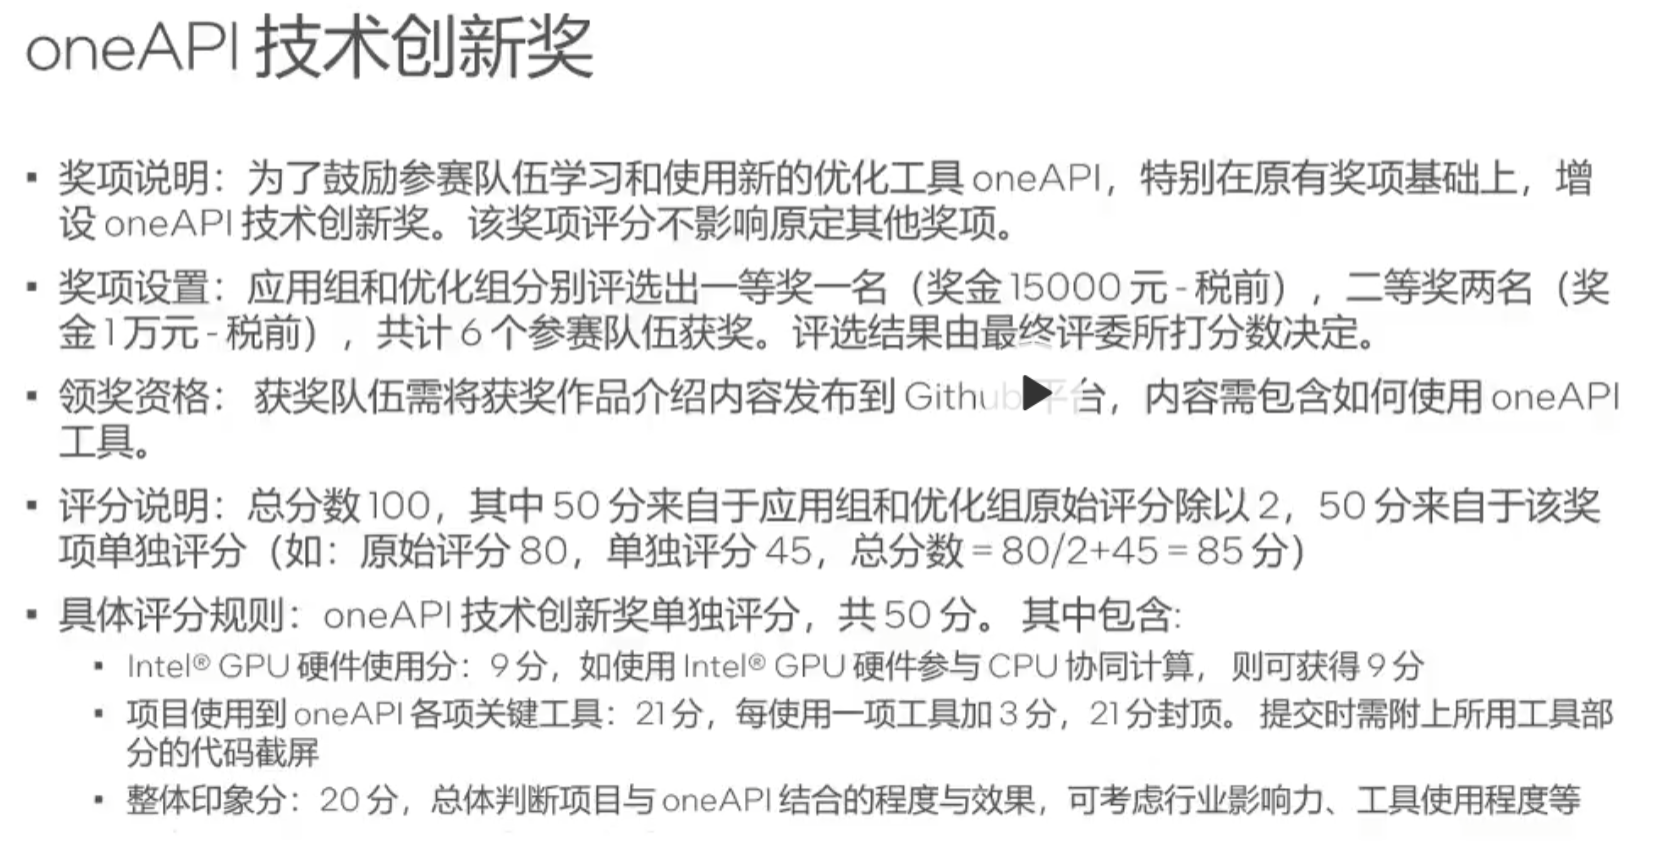 oneAPI 技术创新奖
▪ 奖项说明：为了鼓励参赛队伍学习和使用新的优化工具 oneAPI，特别在原有奖项基础上，增
设 oneAPI 技术创新奖。该奖项评分不影响原定其他奖项。
▪ 奖项设置：应用组和优化组分别评选出一等奖一名（奖金 15000 元 - 税前），二等奖两名（奖
金 1 万元 - 税前），共计 6 个参赛队伍获奖。评选结果由最终评委所打分数决定。
▪ 领奖资格： 获奖队伍需将获奖作品介绍内容发布到 Github 平台，内容需包含如何使用 oneAPI
工具。
▪ 评分说明：总分数 100，其中 50 分来自于应用组和优化组原始评分除以 2，50 分来自于该奖
项单独评分（如：原始评分 80，单独评分 45，总分数 = 80/2+45 = 85 分）
▪ 具体评分规则：oneAPI 技术创新奖单独评分，共 50 分。 其中包含:
▪ Intel® GPU 硬件使用分：9 分，如使用 Intel® GPU 硬件参与 CPU 协同计算， 则可获得 9 分
▪ 项目使用到 oneAPI 各项关键工具：21 分，每使用一项工具加 3 分，21 分封顶。 提交时需附上所用工具部
分的代码截屏
▪ 整体印象分：20 分，总体判断项目与 oneAPI 结合的程度与效果，可考虑行业影响力、工具使用程度等